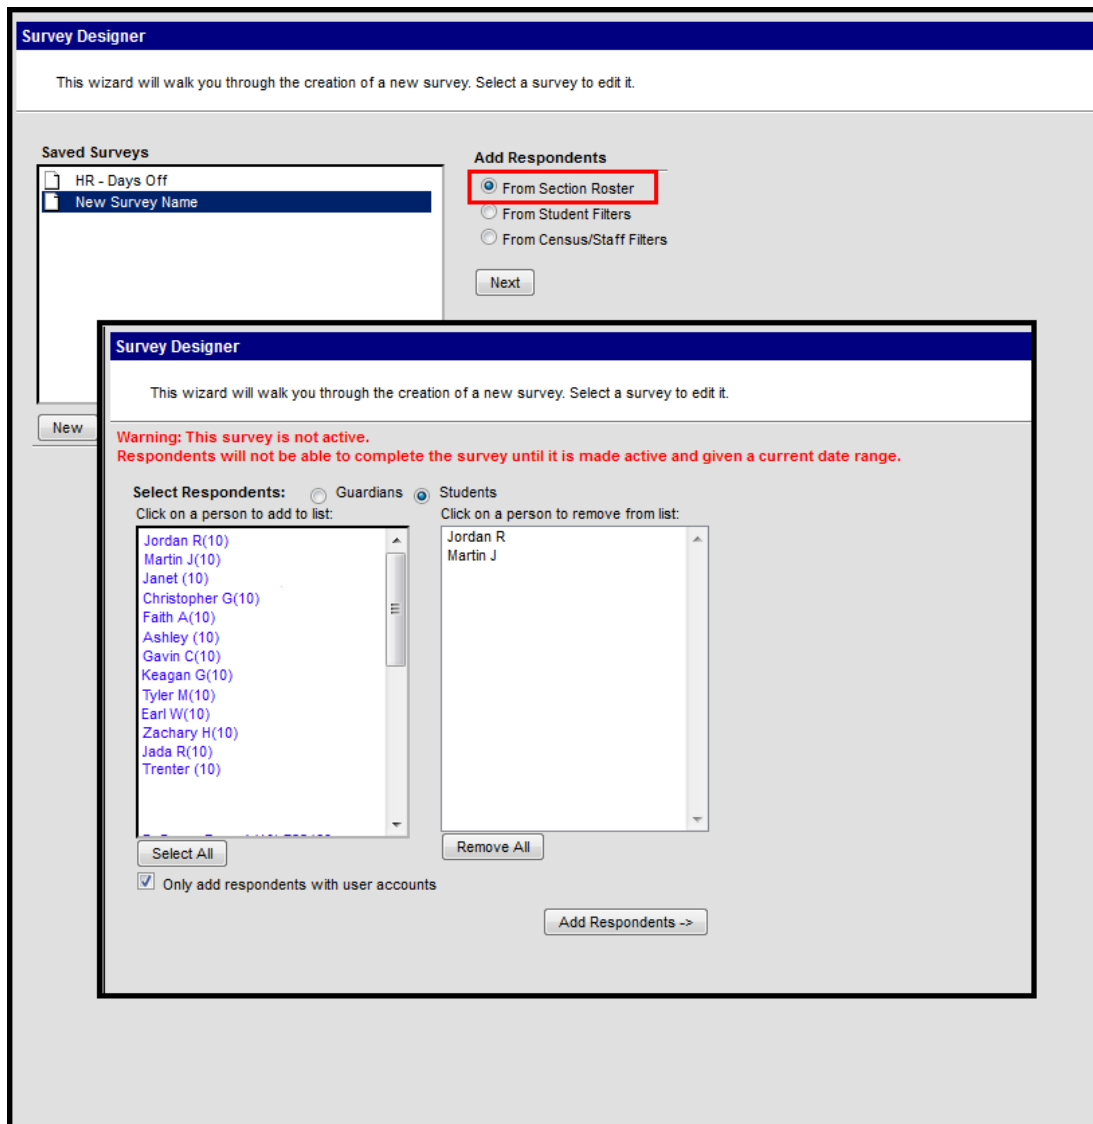 Survey Designer
This wizard will walk you through the creation of a new survey. Select a survey to edit it.
Saved Surveys
HR - Days Off
New Survey Name
Add Respondents
From Section Roster
From Student Filters
From Census/Staff Filters
Next
New
Survey Designer
This wizard will walk you through the creation of a new survey. Select a survey to edit it.
Warning: This survey is not active.
Respondents will not be able to complete the survey until it is made active and given a current date range.
Select Respondents: Guardians Students
Click on a person to add to list:
Jordan R(10)
Martin J(10)
Janet (10)
Christopher G(10)
Faith A(10)
Ashley (10)
Gavin C(10)
Keagan G(10)
Tyler M(10)
Earl W(10)
Zachary H(10)
Jada R(10)
Trenter (10)
Select All
Click on a person to remove from list:
Jordan R
Martin J
Remove All
Only add respondents with user accounts
Add Respondents ->